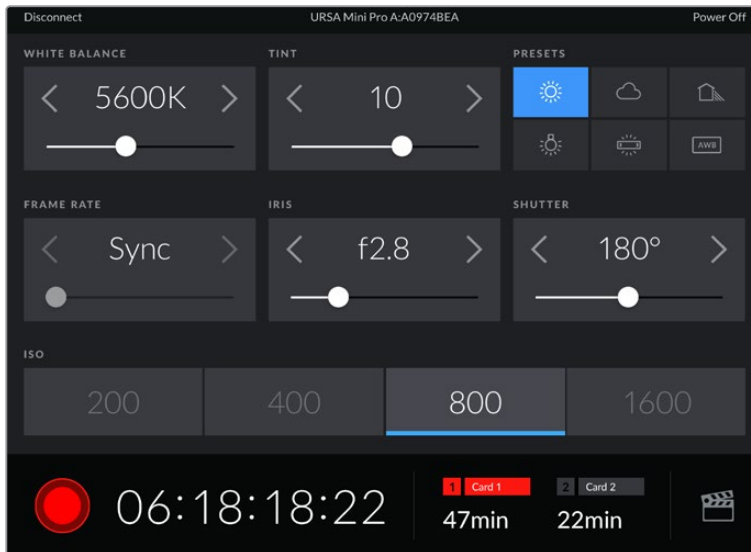 Disconnect URSA Mini Pro A:A0974BEA Power Off
WHITE BALANCE TINT PRESETS
5600K 10
AWB
FRAME RATE IRIS SHUTTER
Sync f2.8 180°
ISO
200 400 800 1600
06:18:18:22
1 Card 1 2 Card 2
47min 22min